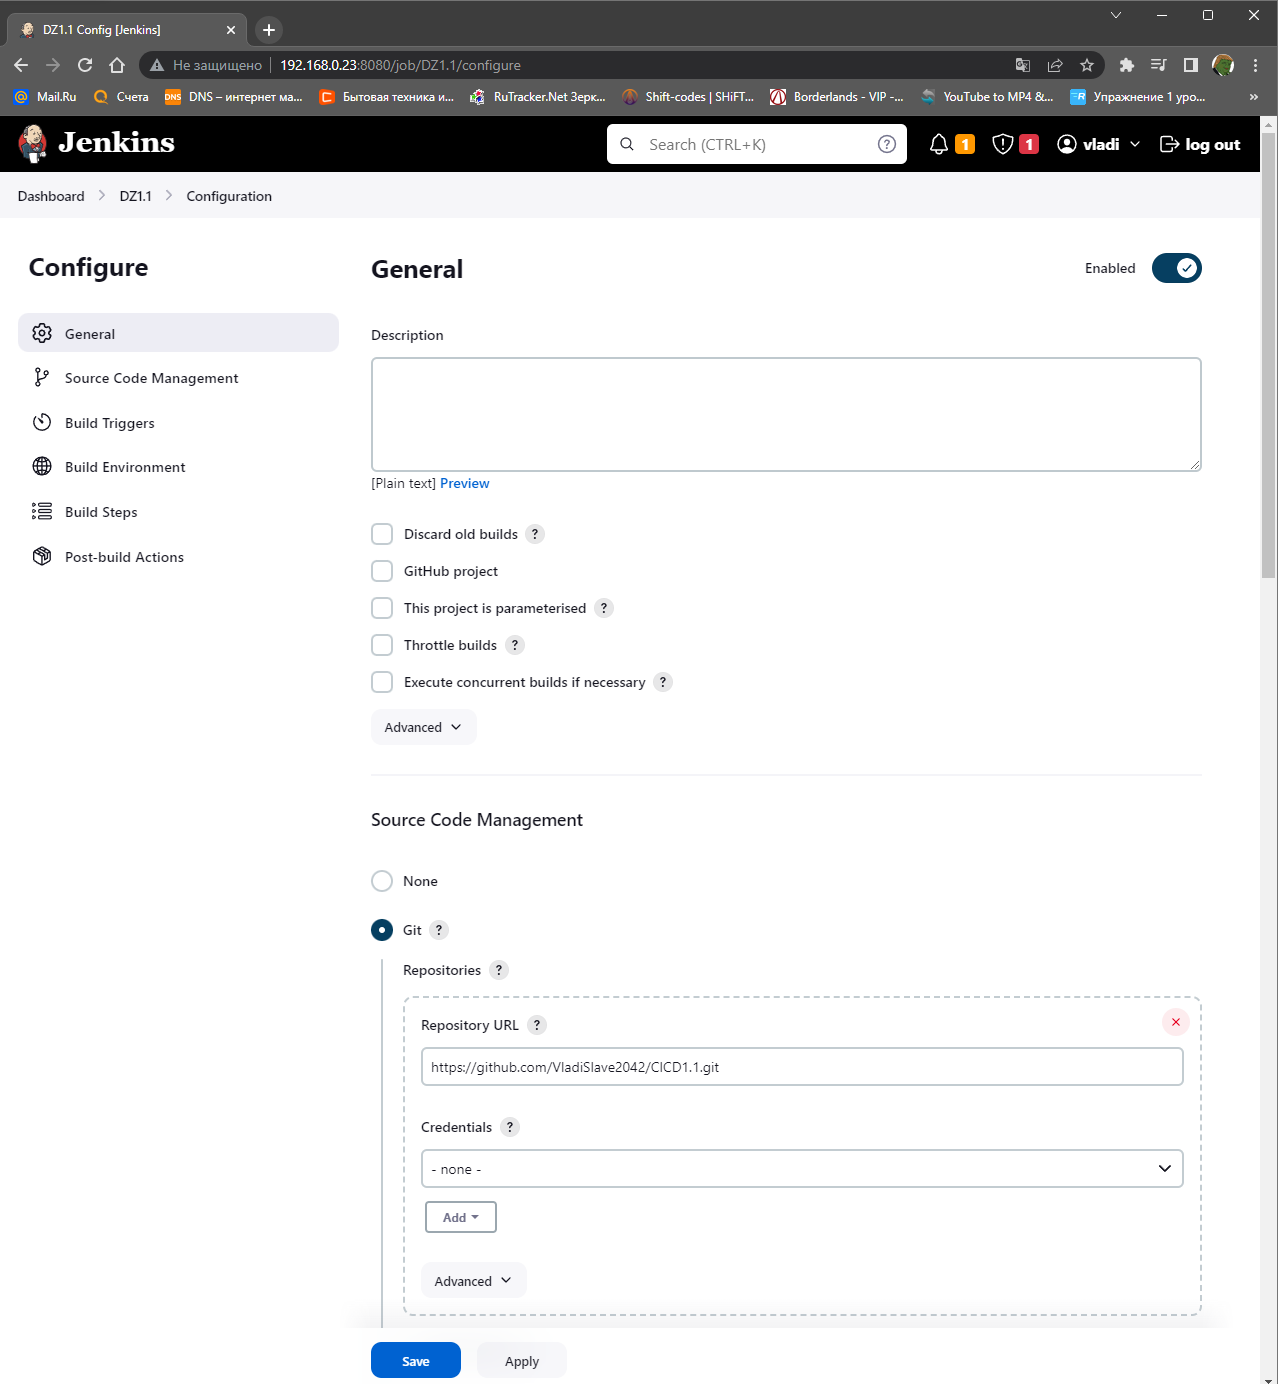 DZ1.1 Config [Jenkins]
Не защищено 192.168.0.23:8080/job/DZ1.1/configure
Mail.Ru Счета DNS – интернет ма... Бытовая техника и... RuTracker.Net Зерк... Shift-codes | SHiFT... Borderlands - VIP -... YouTube to MP4 &... Упражнение 1 уро... »
Jenkins Search (CTRL+K) ? 1 1 vladi log out
Dashboard DZ1.1 Configuration
Configure
General
Source Code Management
Build Triggers
Build Environment
Build Steps
Post-build Actions
General Enabled
Description
[Plain text] Preview
Discard old builds ?
GitHub project
This project is parameterised ?
Throttle builds ?
Execute concurrent builds if necessary ?
Advanced
Source Code Management
None
Git ?
Repositories ?
Repository URL ?
https://github.com/VladiSlave2042/CICD1.1.git
Credentials ?
- none -
Add
Advanced
Save Apply